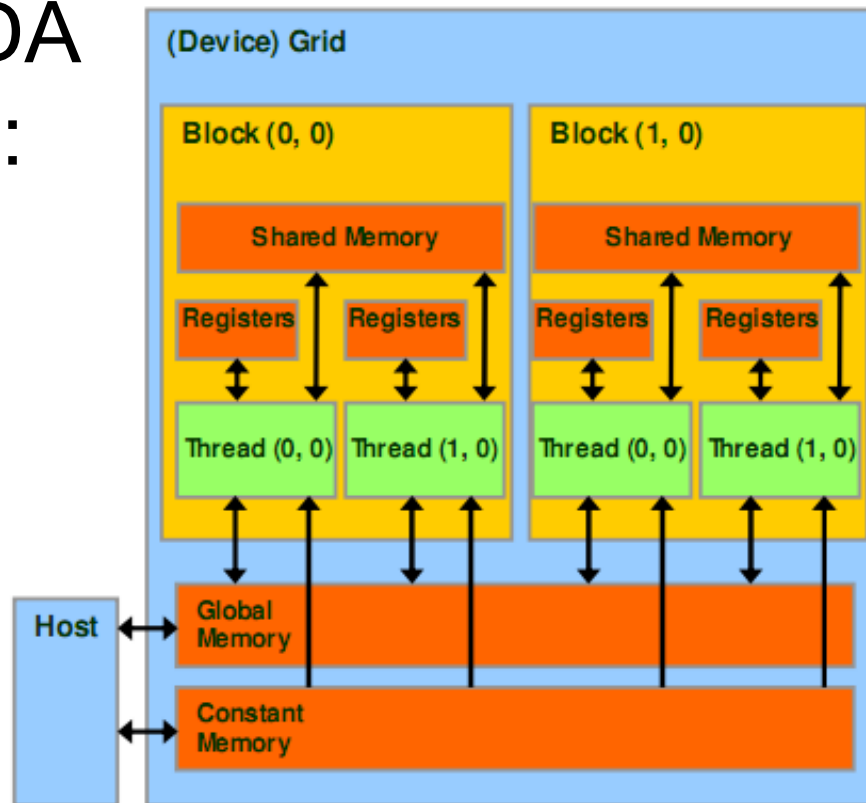 DA
:
(Device) Grid
Block (0, 0)
Block (1, 0)
Shared Memory
Shared Memory
Registers
Registers
Registers
Registers
Thread (0, 0)
Thread (1, 0)
Thread (0, 0)
Thread (1, 0)
Host
Global
Memory
Constant
Memory